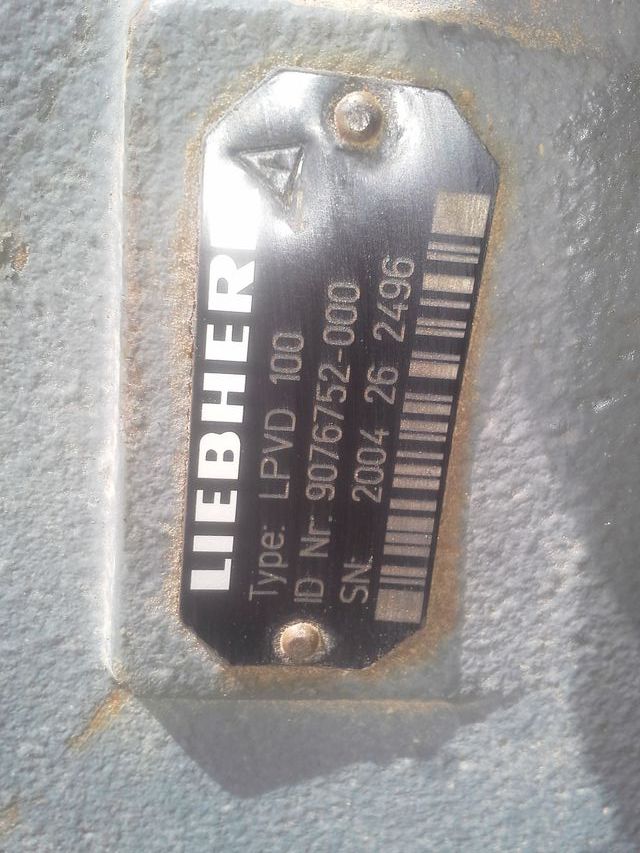 LIEBHERR
Type: LPVD 100
ID Nr: 9076752-000
SN: 2004 26 2496